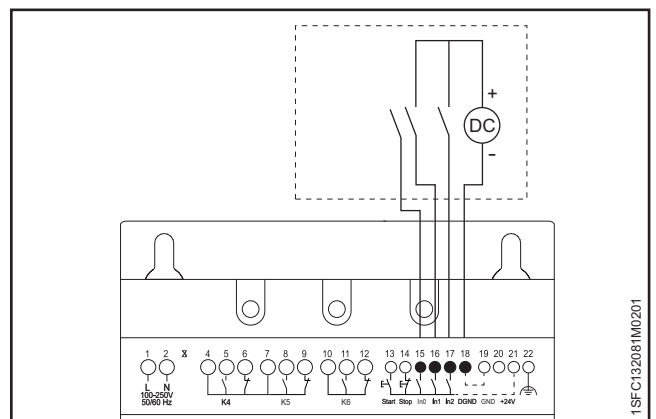 +
DC
-
1 2 4 5 6 7 8 9 10 11 12 13 14 15 16 17 18 19 20 21 22
L N
100-250V
50/60 Hz
K4 K5 K6 Start Stop In0 In1 In2 DGND GND +24V
1SFC132081M0201